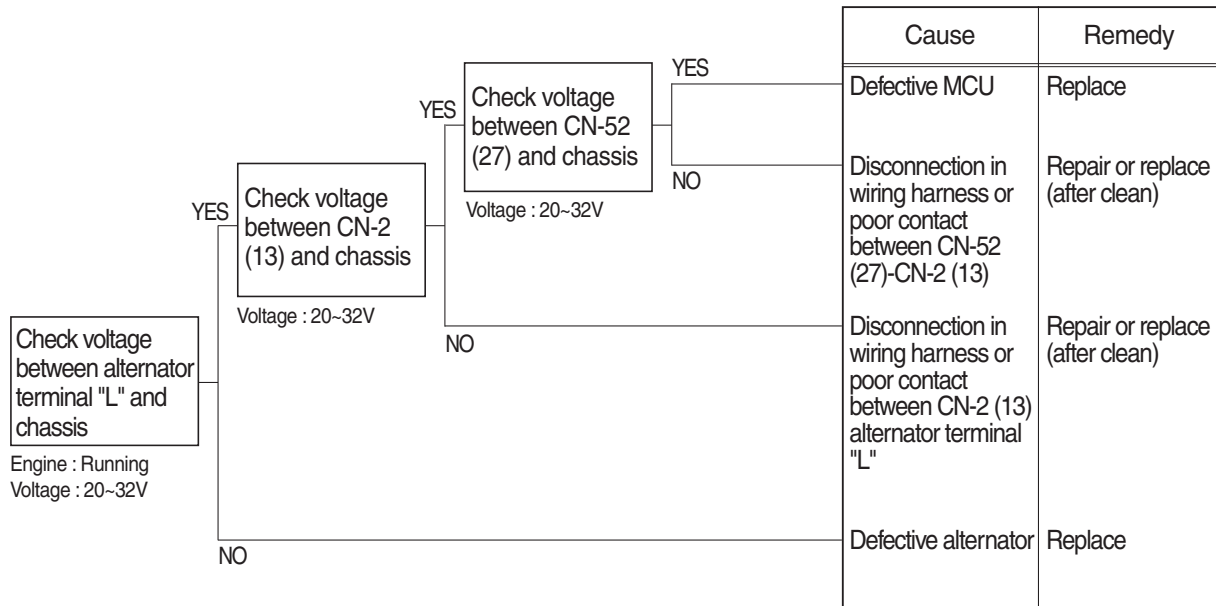 Cause
Remedy
YES
Defective MCU
Replace
YES
Check voltage
between CN-52
(27) and chassis
NO
Voltage : 20~32V
Disconnection in
wiring harness or
poor contact
between CN-52
(27)-CN-2 (13)
Repair or replace
(after clean)
YES
Check voltage
between CN-2
(13) and chassis
Voltage : 20~32V
NO
Disconnection in
wiring harness or
poor contact
between CN-2 (13)
alternator terminal
"L"
Repair or replace
(after clean)
Check voltage
between alternator
terminal "L" and
chassis
Engine : Running
Voltage : 20~32V
NO
Defective alternator
Replace